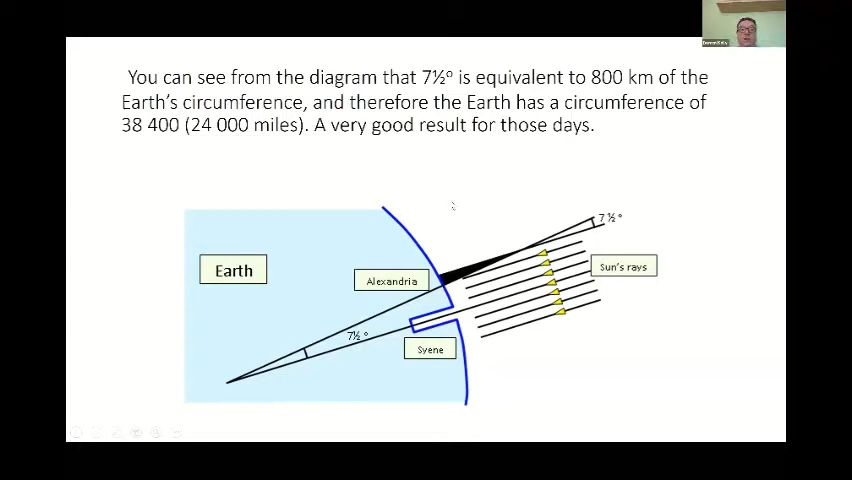 You can see from the diagram that 7½º is equivalent to 800 km of the
Earth's circumference, and therefore the Earth has a circumference of
38 400 (24 000 miles). A very good result for those days.
7 ½ °
Earth
Sun's rays
Alexandria
7½ °
Syene